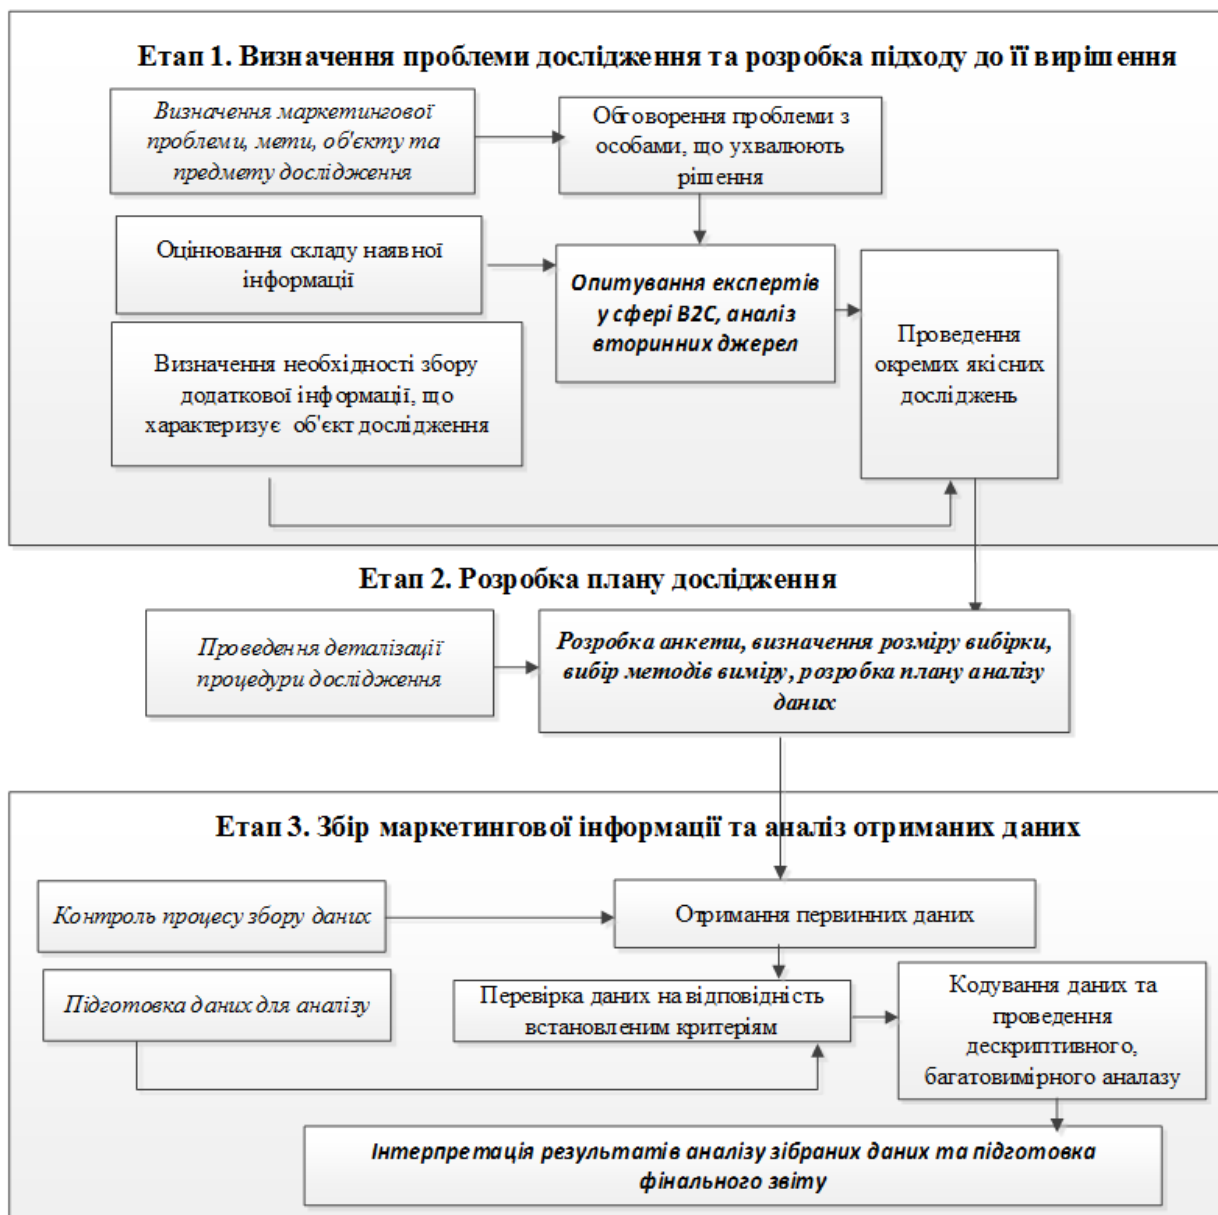 Етап 1. Визначення проблеми дослідження та розробка підходу до її вирішення
Визначення маркетингової
проблеми, мети, об'єкту та
предмету дослідження
Обговорення проблеми з
особами, що ухвалюють
рішення
Оцінювання складу наявної
інформації
Опитування експертів
у сфері B2C, аналіз
вторинних джерел
Проведення
окремих якісних
досліджень
Визначення необхідності збору
додаткової інформації, що
характеризує об'єкт дослідження
Етап 2. Розробка плану дослідження
Проведення деталізації
процедури дослідження
Розробка анкети, визначення розміру вибірки,
вибір методів виміру, розробка плану аналізу
даних
Етап 3. Збір маркетингової інформації та аналіз отриманих даних
Контроль процесу збору даних
Отримання первинних даних
Підготовка даних для аналізу
Перевірка даних на відповідність
встановленим критеріям
Кодування даних та
проведення
дескриптивного,
багатовимірного аналазу
Інтерпретація результатів аналізу зібраних даних та підготовка
фінального звіту